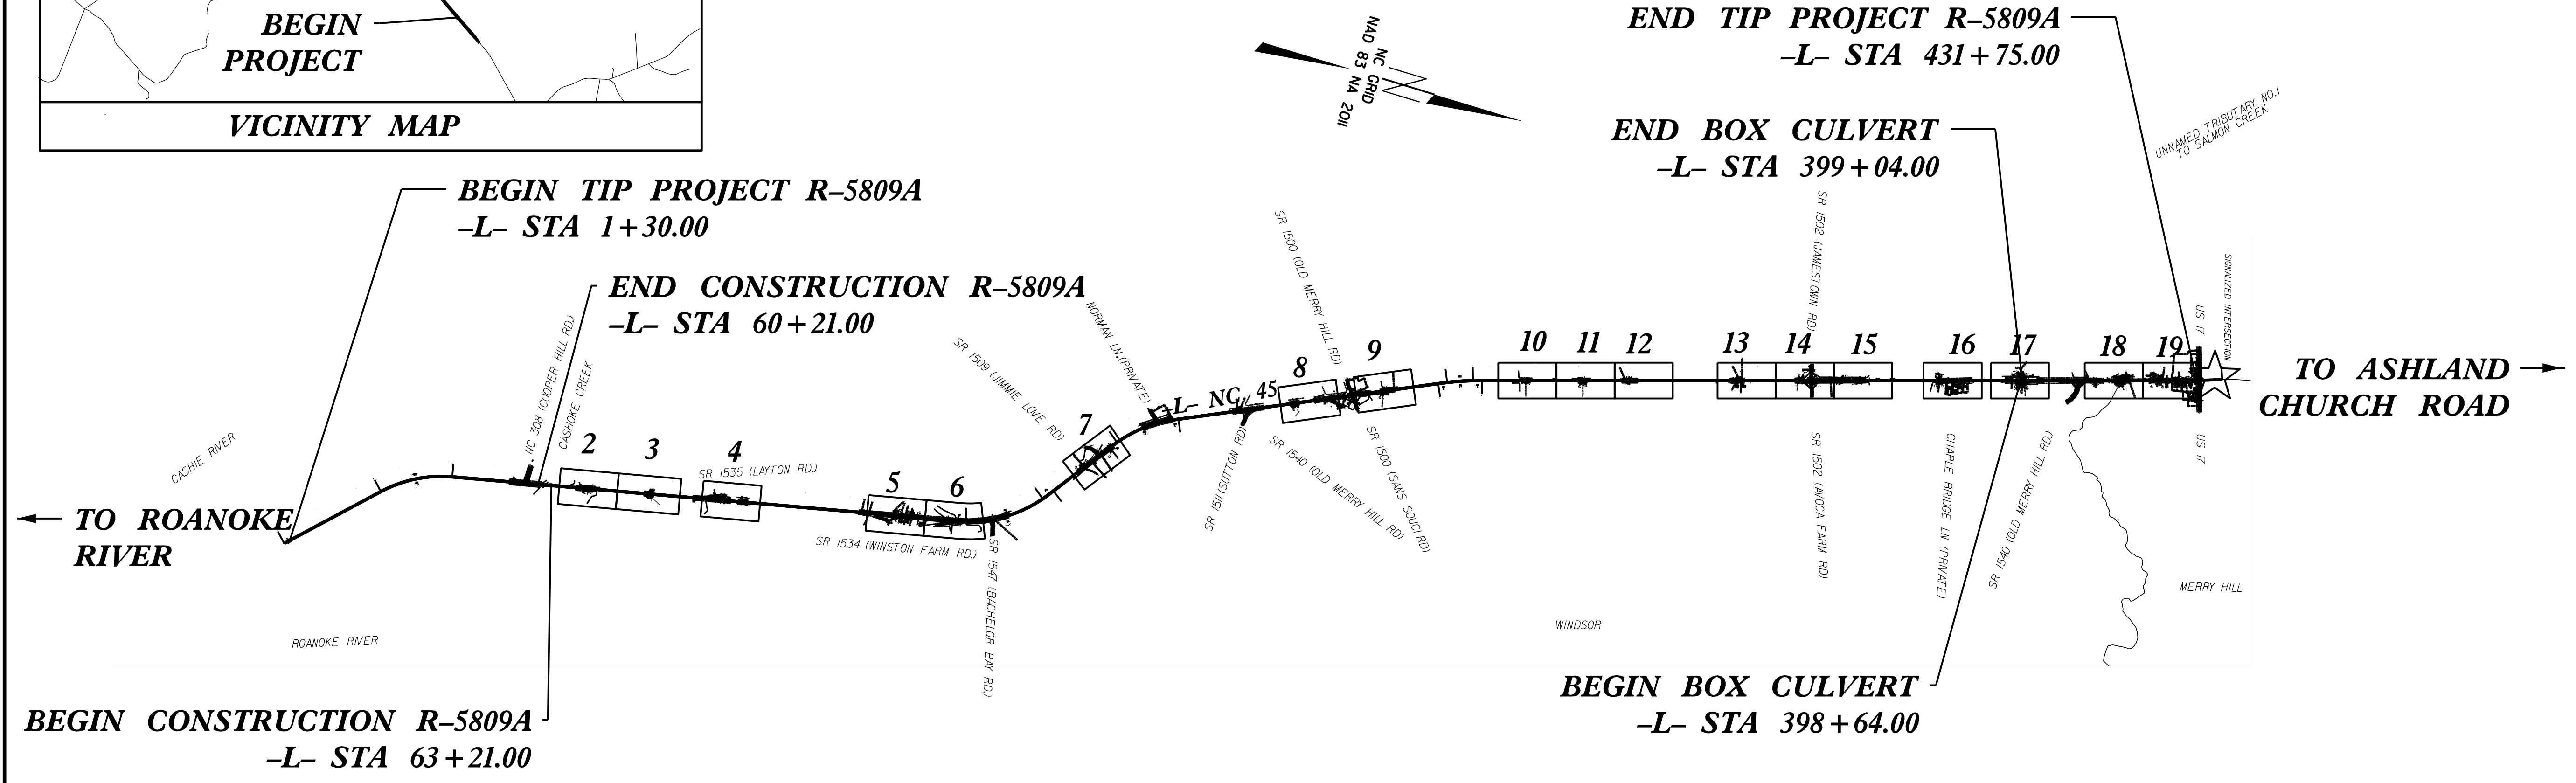 BEGIN
PROJECT
VICINITY MAP
NC GRID
NAD 83 NA 2011
END TIP PROJECT R–5809A
–L– STA 431+75.00
END BOX CULVERT
–L– STA 399+04.00
UNNAMED TRIBUTARY NO.1
TO SALMON CREEK
BEGIN TIP PROJECT R–5809A
–L– STA 1+30.00
END CONSTRUCTION R–5809A
–L– STA 60+21.00
CASHIE RIVER
NC 308 (COOPER HILL RD.)
CASHOKE CREEK
SR 1509 (JIMMIE LOVE RD)
NORMAN LN.(PRIVATE)
SR 1500 (OLD MERRY HILL RD)
SR 1502 (JAMESTOWN RD)
US 17
SIGNALIZED INTERSECTION
2
3
4
5
6
7
8
9
10
11
12
13
14
15
16
17
18
19
–L– NC 45
SR 1535 (LAYTON RD.)
SR 1534 (WINSTON FARM RD.)
SR 1547 (BACHELOR BAY RD.)
SR 1511 (SUTTON RD)
SR 1540 (OLD MERRY HILL RD)
SR 1500 (SANS SOUCI RD)
SR 1502 (AVOCA FARM RD)
CHAPLE BRIDGE LN (PRIVATE)
SR 1540 (OLD MERRY HILL RD)
US 17
TO ASHLAND
CHURCH ROAD
TO ROANOKE
RIVER
ROANOKE RIVER
WINDSOR
MERRY HILL
BEGIN CONSTRUCTION R–5809A
–L– STA 63+21.00
BEGIN BOX CULVERT
–L– STA 398+64.00